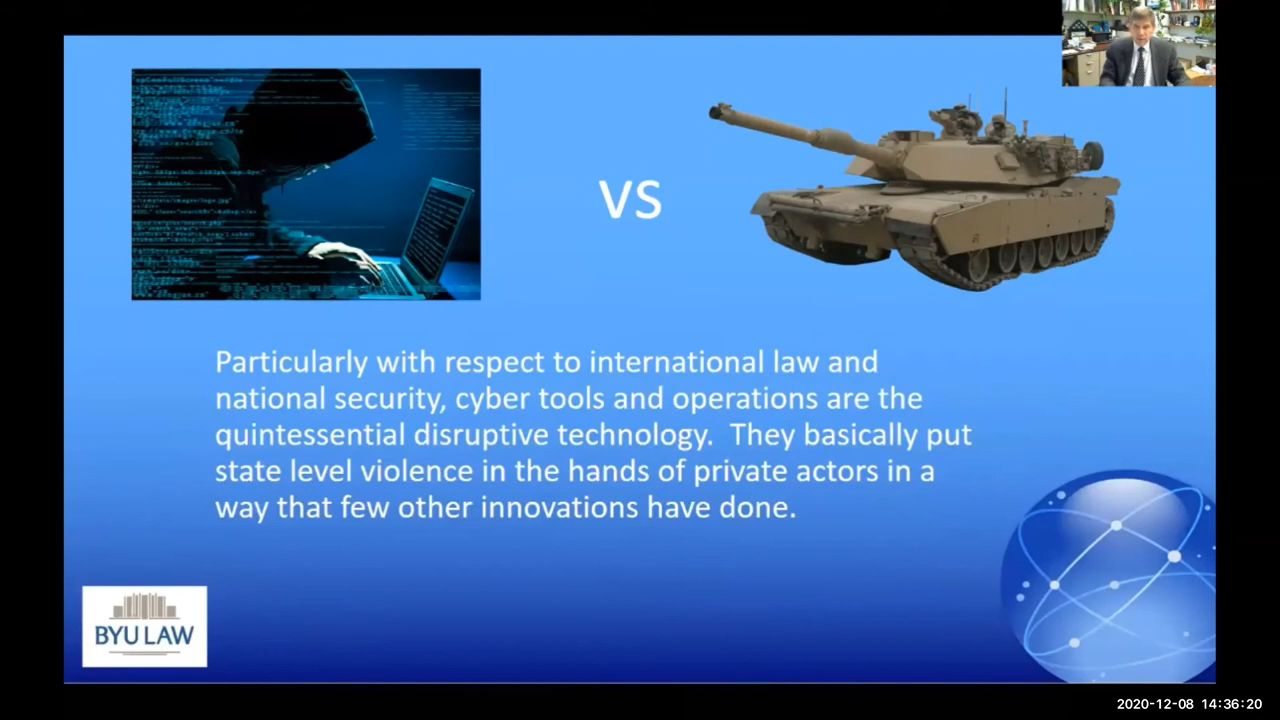 VS
Particularly with respect to international law and
national security, cyber tools and operations are the
quintessential disruptive technology.  They basically put
state level violence in the hands of private actors in a
way that few other innovations have done.
BYU LAW
2020-12-08 14:36:20